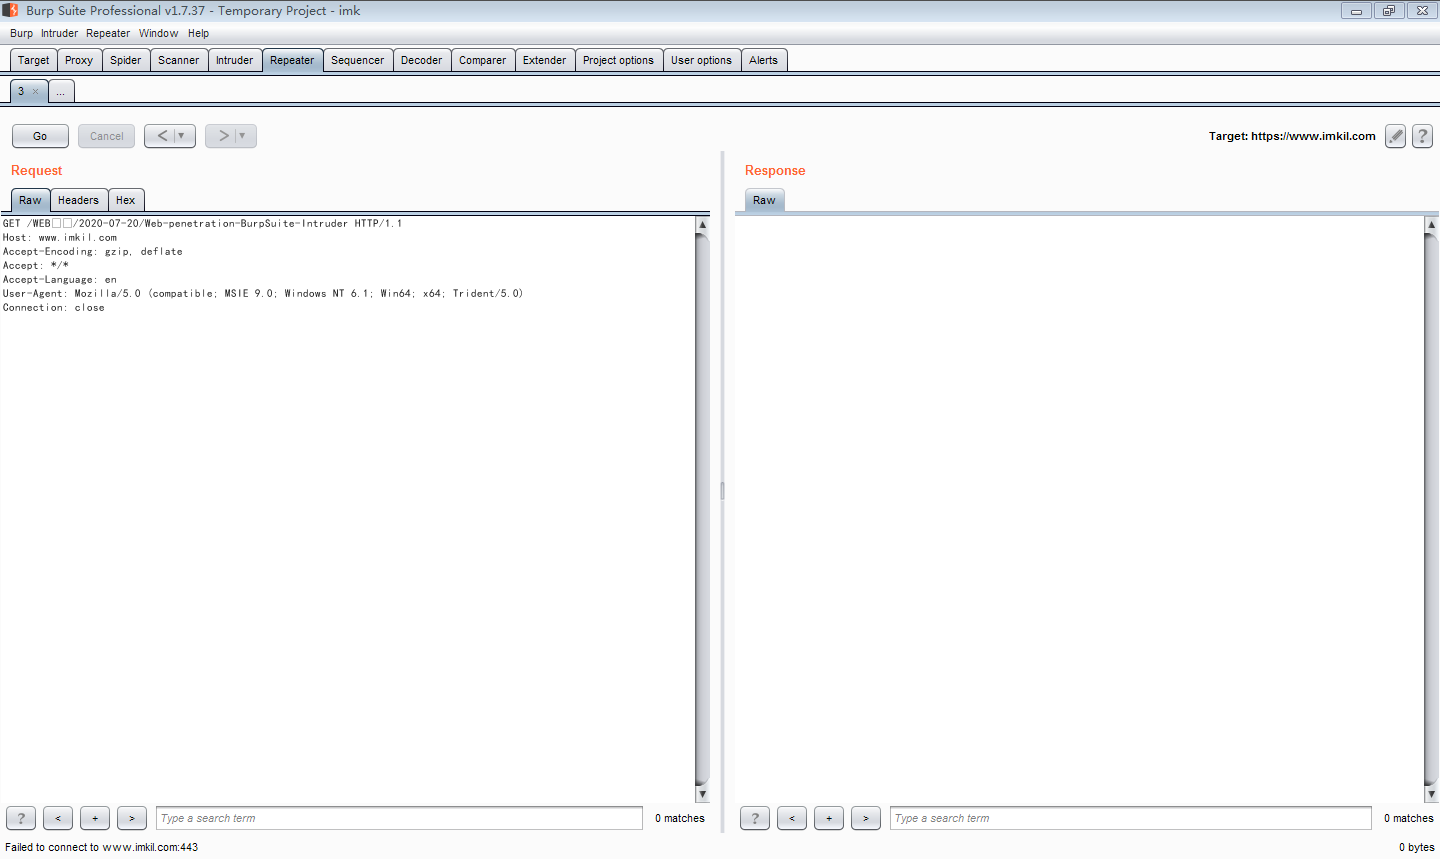 Burp Suite Professional v1.7.37 - Temporary Project - imk
Burp Intruder Repeater Window Help
Target Proxy Spider Scanner Intruder Repeater Sequencer Decoder Comparer Extender Project options User options Alerts
3 × ...
Go Cancel < ▼ > ▼ Target: https://www.imkil.com ?
Request
Raw Headers Hex
GET /WEB□□/2020-07-20/Web-penetration-BurpSuite-Intruder HTTP/1.1
Host: www.imkil.com
Accept-Encoding: gzip, deflate
Accept: */*
Accept-Language: en
User-Agent: Mozilla/5.0 (compatible; MSIE 9.0; Windows NT 6.1; Win64; x64; Trident/5.0)
Connection: close
? < + > Type a search term 0 matches
Response
Raw
? < + > Type a search term 0 matches
Failed to connect to www.imkil.com:443
0 bytes